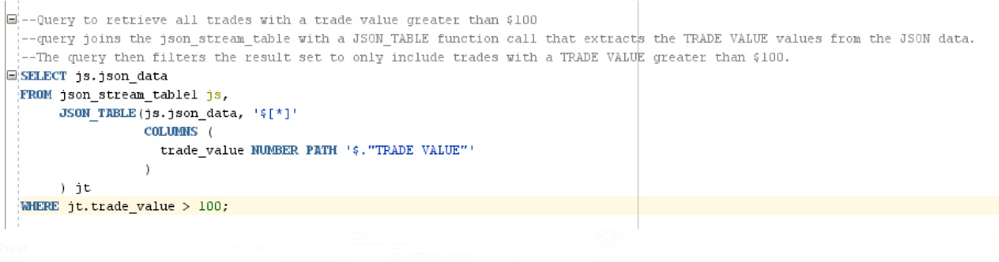 --Query to retrieve all trades with a trade value greater than $100
--query joins the json_stream_table with a JSON_TABLE function call that extracts the TRADE VALUE values from the JSON data.
--The query then filters the result set to only include trades with a TRADE VALUE greater than $100.
SELECT js.json_data
FROM json_stream_table1 js,
JSON_TABLE(js.json_data, '$[*]'
COLUMNS (
trade_value NUMBER PATH '$."TRADE VALUE"'
)
) jt
WHERE jt.trade_value > 100;
Preet